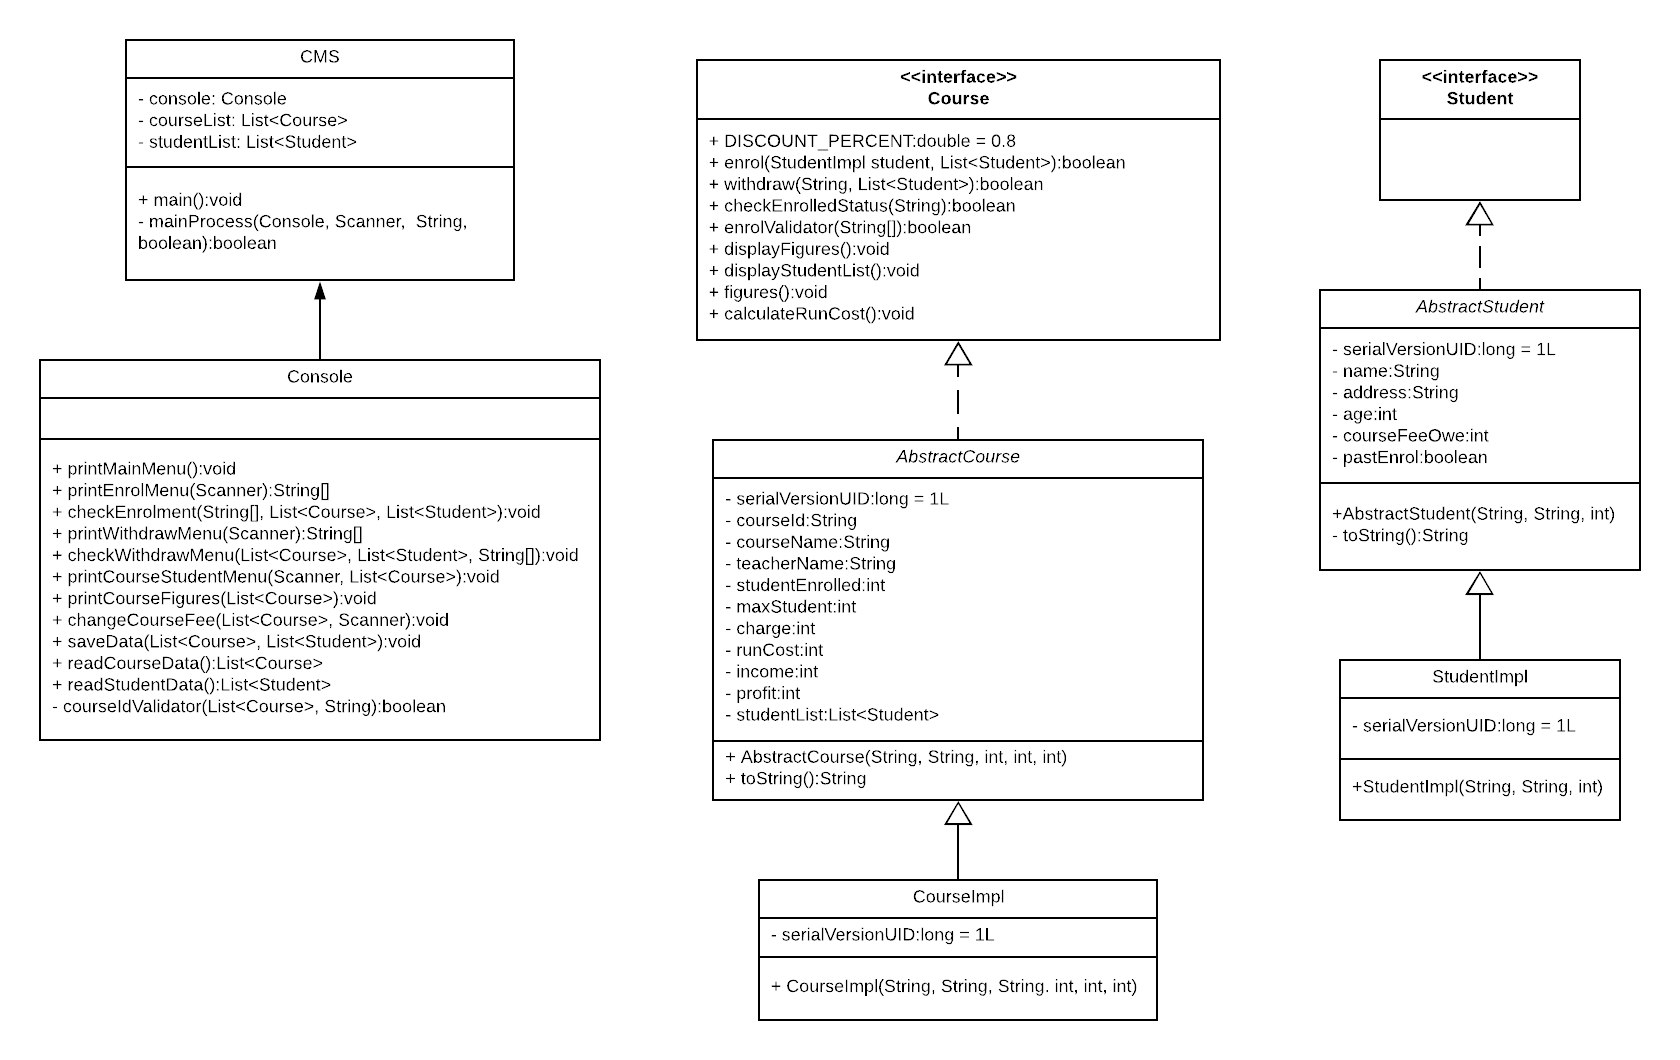 CMS
- console: Console
- courseList: List<Course>
- studentList: List<Student>
+ main():void
- mainProcess(Console, Scanner,  String,
boolean):boolean
Console
+ printMainMenu():void
+ printEnrolMenu(Scanner):String[]
+ checkEnrolment(String[], List<Course>, List<Student>):void
+ printWithdrawMenu(Scanner):String[]
+ checkWithdrawMenu(List<Course>, List<Student>, String[]):void
+ printCourseStudentMenu(Scanner, List<Course>):void
+ printCourseFigures(List<Course>):void
+ changeCourseFee(List<Course>, Scanner):void
+ saveData(List<Course>, List<Student>):void
+ readCourseData():List<Course>
+ readStudentData():List<Student>
- courseIdValidator(List<Course>, String):boolean
<<interface>>
Course
+ DISCOUNT_PERCENT:double = 0.8
+ enrol(StudentImpl student, List<Student>):boolean
+ withdraw(String, List<Student>):boolean
+ checkEnrolledStatus(String):boolean
+ enrolValidator(String[]):boolean
+ displayFigures():void
+ displayStudentList():void
+ figures():void
+ calculateRunCost():void
AbstractCourse
- serialVersionUID:long = 1L
- courseId:String
- courseName:String
- teacherName:String
- studentEnrolled:int
- maxStudent:int
- charge:int
- runCost:int
- income:int
- profit:int
- studentList:List<Student>
+ AbstractCourse(String, String, int, int, int)
+ toString():String
CourseImpl
- serialVersionUID:long = 1L
+ CourseImpl(String, String, String. int, int, int)
<<interface>>
Student
AbstractStudent
- serialVersionUID:long = 1L
- name:String
- address:String
- age:int
- courseFeeOwe:int
- pastEnrol:boolean
+AbstractStudent(String, String, int)
- toString():String
StudentImpl
- serialVersionUID:long = 1L
+StudentImpl(String, String, int)